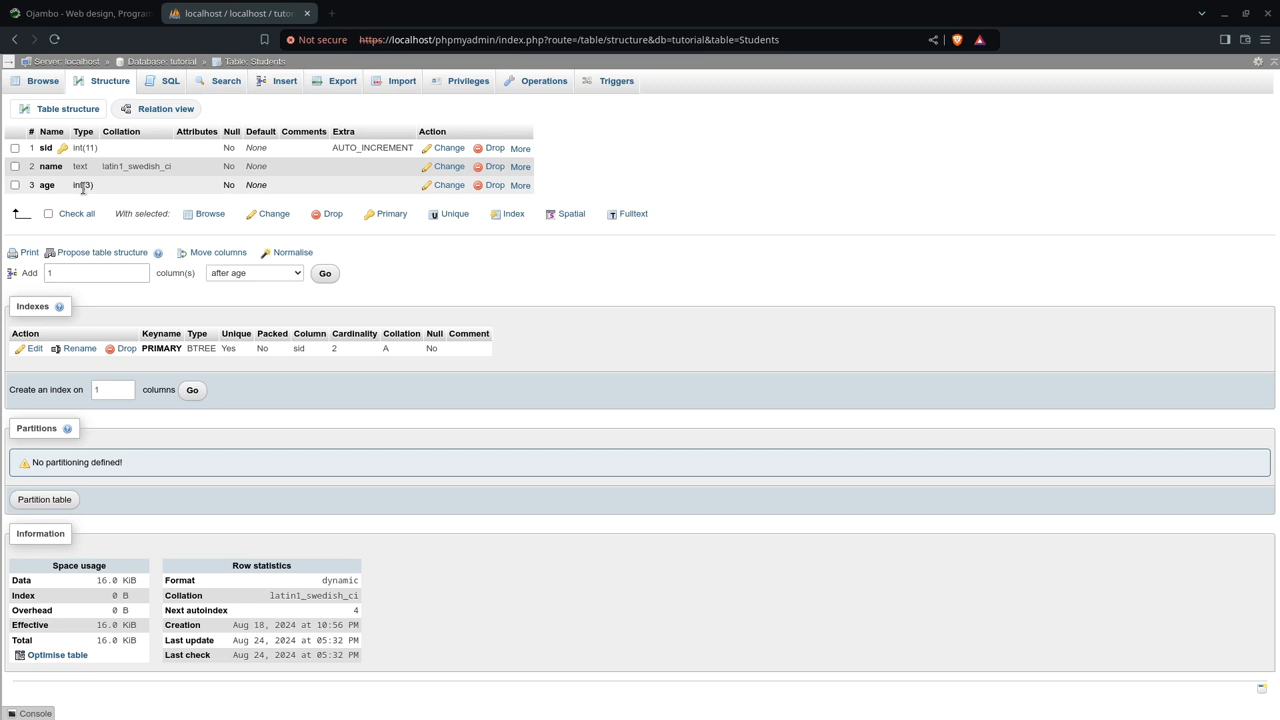 Ojambo - Web Design, Program
localhost / localhost / tutor
Not secure https://localhost/phpmyadmin/index.php?route=/table/structure&db=tutorial&table=Students
Server: localhost » Database: tutorial » Table: Students
Browse Structure SQL Search Insert Export Import Privileges Operations Triggers
Table structure Relation view
# Name Type Collation Attributes Null Default Comments Extra Action
1 sid int(11) No None AUTO_INCREMENT Change Drop More
2 name text latin1_swedish_ci No None Change Drop More
3 age int(3) No None Change Drop More
Check all With selected: Browse Change Drop Primary Unique Index Spatial Fulltext
Print Propose table structure Move columns Normalise
Add 1 column(s) after age Go
Indexes
Action Keyname Type Unique Packed Column Cardinality Collation Null Comment
Edit Rename Drop PRIMARY BTREE Yes No sid 2 A No
Create an index on 1 columns Go
Partitions
No partitioning defined!
Partition table
Information
Space usage
Data 16.0 KiB
Index 0 B
Overhead 0 B
Effective 16.0 KiB
Total 16.0 KiB
Optimise table
Row statistics
Format dynamic
Collation latin1_swedish_ci
Next autoindex 4
Creation Aug 18, 2024 at 10:56 PM
Last update Aug 24, 2024 at 05:32 PM
Last check Aug 24, 2024 at 05:32 PM
Console